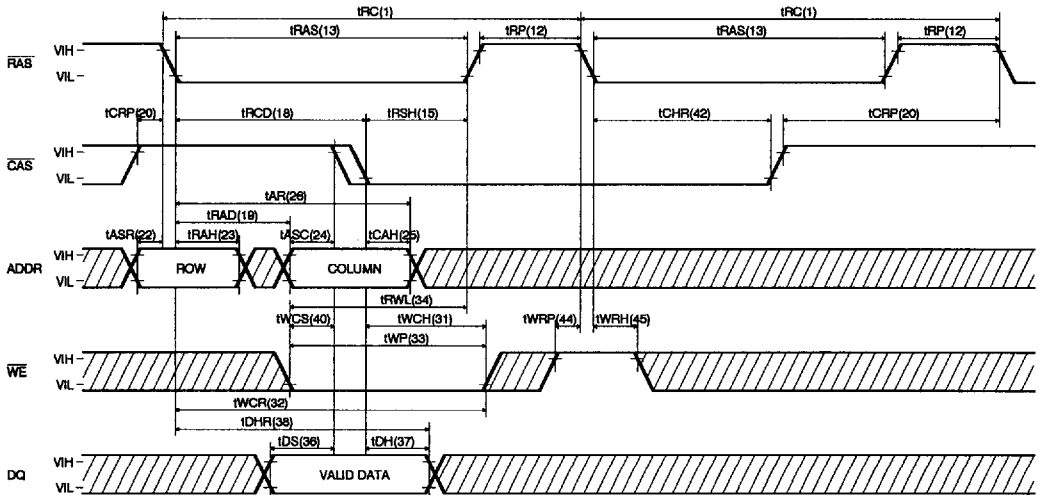 tRC(1) tRC(1)
tRAS(13) tRP(12) tRAS(13) tRP(12)
RAS VIH VIL
tCRP(20) tRCD(18) tRSH(15) tCHR(42) tCRP(20)
CAS VIH VIL
tAR(26)
tRAD(19)
tASR(22) tRAH(23) tASC(24) tCAH(25)
ADDR VIH VIL ROW COLUMN
tRWL(34)
tWCS(40) tWCH(31) tWRP(44) tWRH(45)
tWP(33)
WE VIH VIL
tWCR(32)
tDHR(38)
tDS(36) tDH(37)
DQ VIH VIL VALID DATA